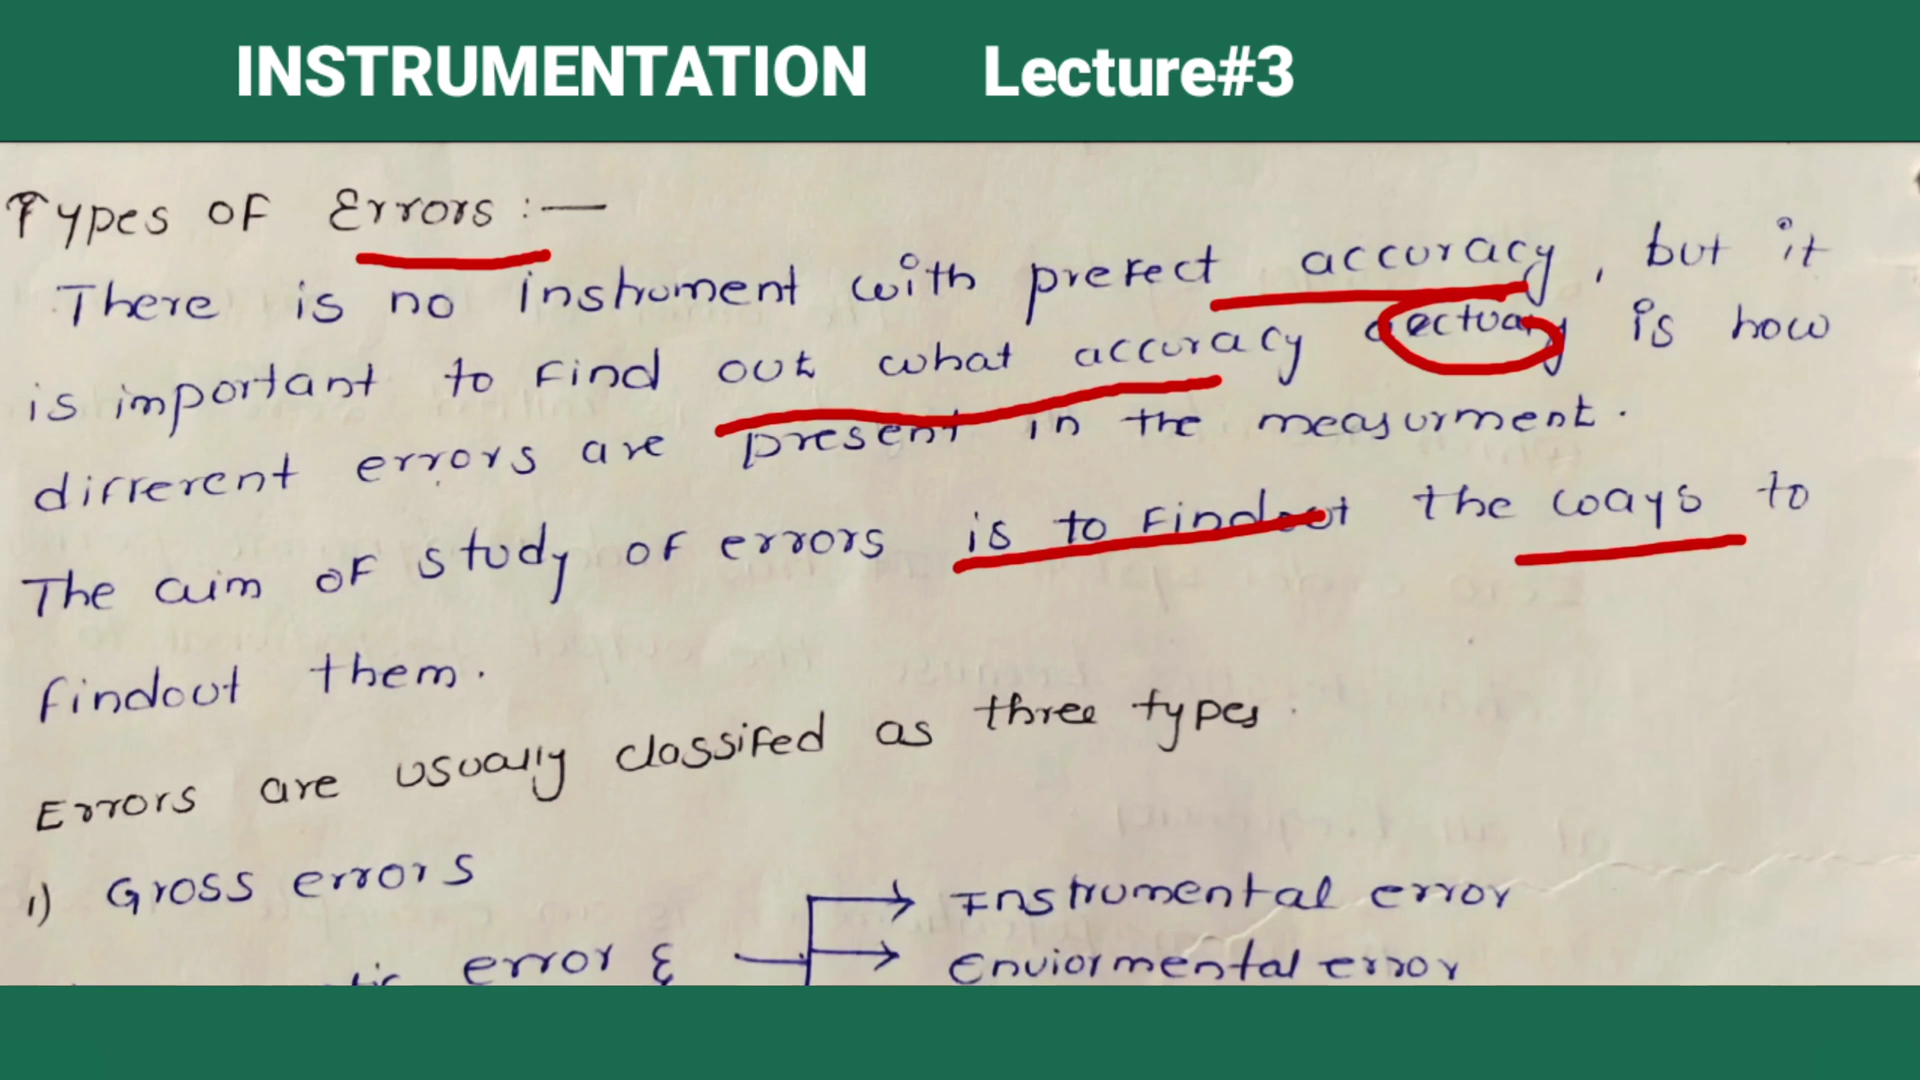 INSTRUMENTATION Lecture#3
Types of Errors :—
There is no instrument with prefect accuracy, but it
is important to find out what accuracy is how
different errors are present in the measurment.
The aim of study of errors is to findout the ways to
findout them.
Errors are usually classifed as three types.
1) Gross errors
error &
Instrumental error
Enviormental error